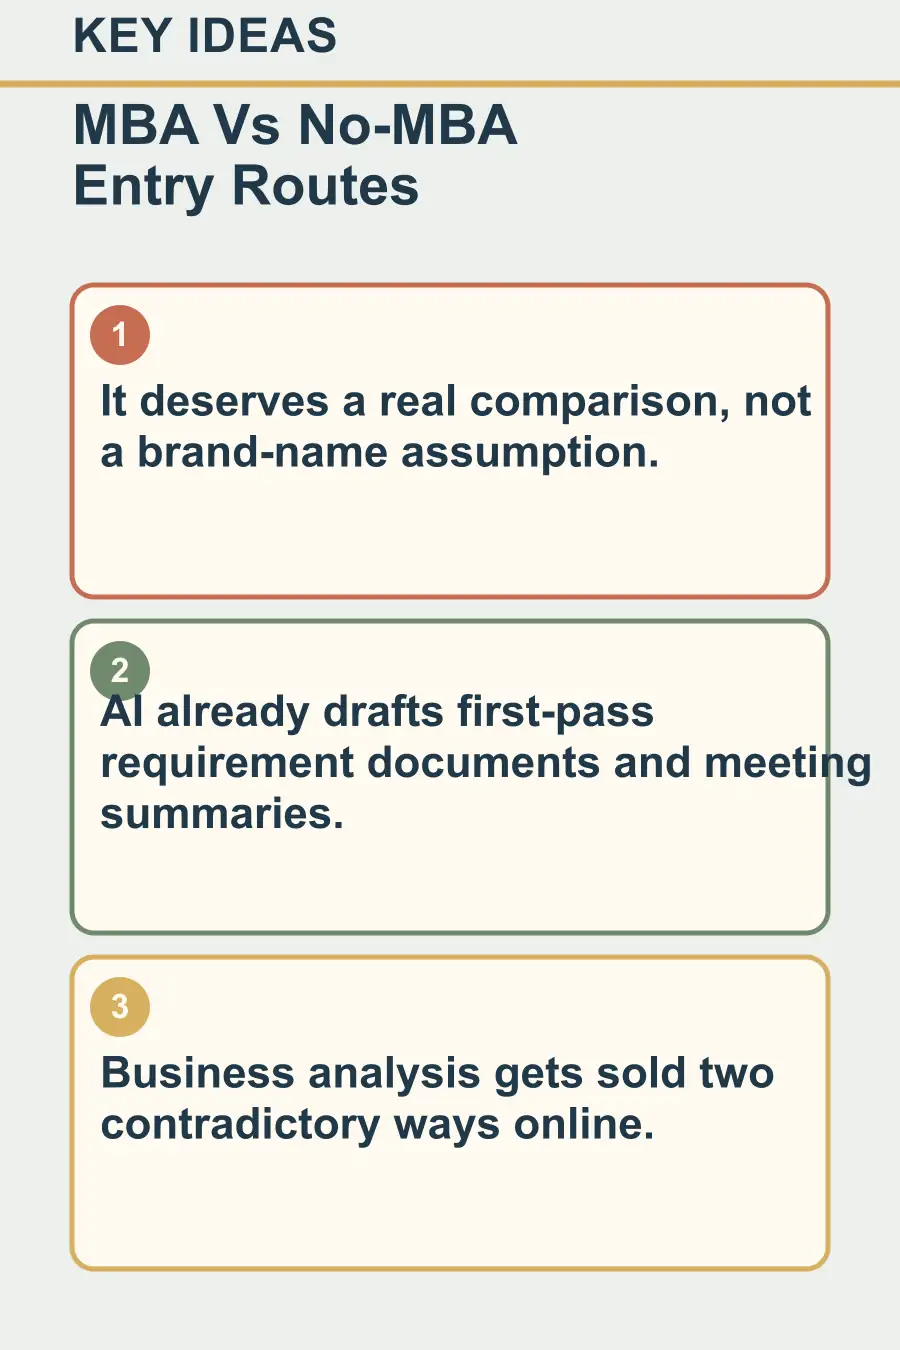 KEY IDEAS
MBA Vs No-MBA
Entry Routes
1
It deserves a real comparison, not
a brand-name assumption.
2
AI already drafts first-pass
requirement documents and meeting
summaries.
3
Business analysis gets sold two
contradictory ways online.